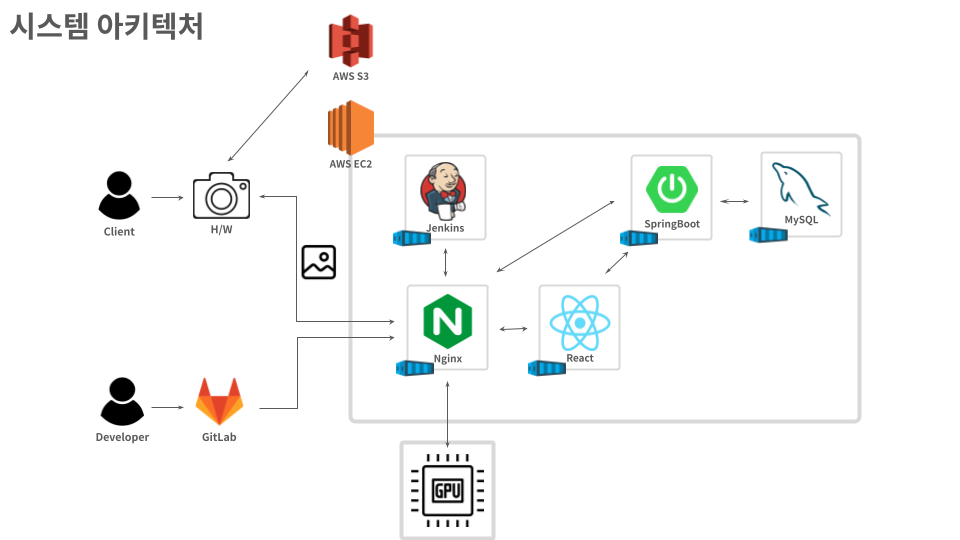 시스템 아키텍처
AWS S3
AWS EC2
Client
H/W
Jenkins
SpringBoot
MySQL
N
Nginx
React
Developer
GitLab
GPU